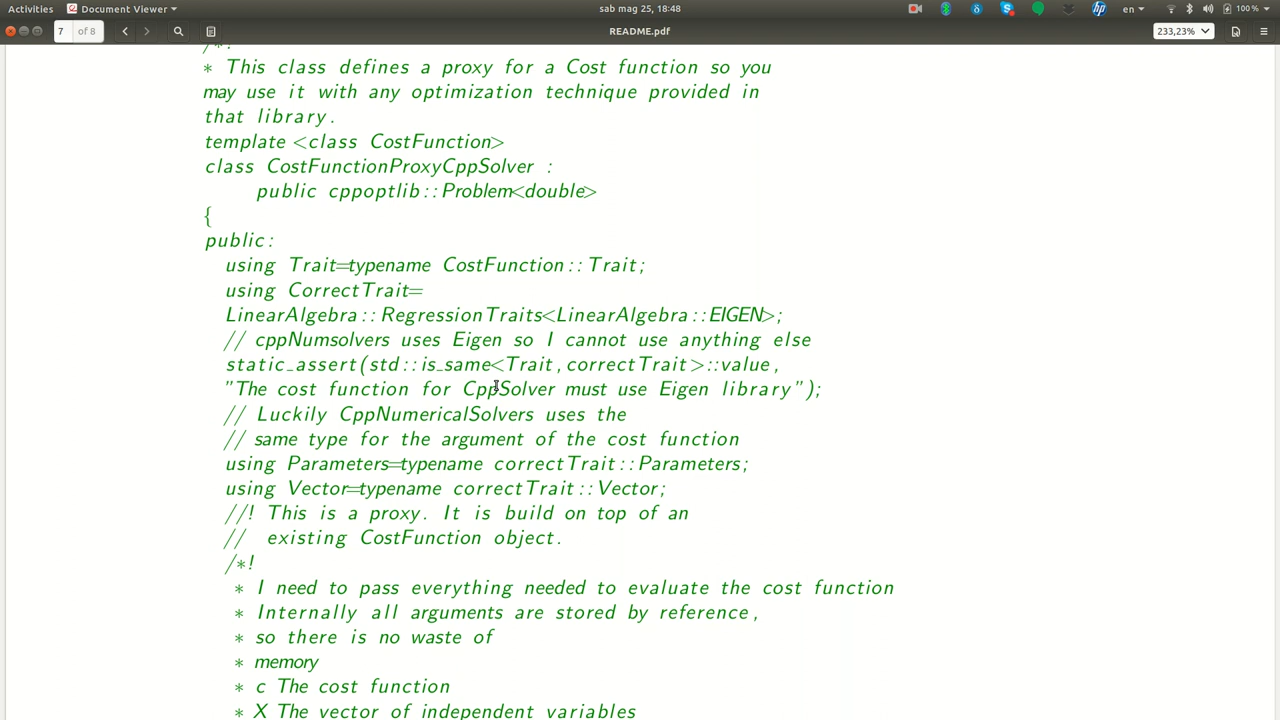 Activities Document Viewer sab mag 25, 18:48 en 100 %
7 of 8 README.pdf 233,23%
/*!
* This class defines a proxy for a Cost function so you
may use it with any optimization technique provided in
that library.
template <class CostFunction>
class CostFunctionProxyCppSolver :
public cppoptlib::Problem<double>
{
public:
using Trait=typename CostFunction::Trait;
using CorrectTrait=
LinearAlgebra::RegressionTraits<LinearAlgebra::EIGEN>;
// cppNumsolvers uses Eigen so I cannot use anything else
static_assert(std::is_same<Trait,correctTrait>::value,
"The cost function for CppSolver must use Eigen library");
// Luckily CppNumericalSolvers uses the
// same type for the argument of the cost function
using Parameters=typename correctTrait::Parameters;
using Vector=typename correctTrait::Vector;
//! This is a proxy. It is build on top of an
// existing CostFunction object.
/*!
* I need to pass everything needed to evaluate the cost function
* Internally all arguments are stored by reference,
* so there is no waste of
* memory
* c The cost function
* X The vector of independent variables